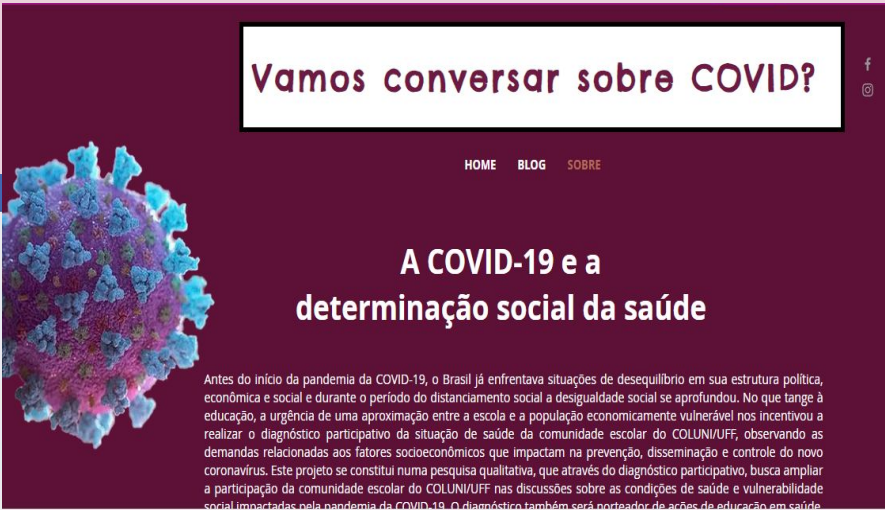 Vamos conversar sobre COVID?
HOME BLOG SOBRE
A COVID-19 e a
determinação social da saúde
Antes do início da pandemia da COVID-19, o Brasil já enfrentava situações de desequilíbrio em sua estrutura política,
econômica e social e durante o período do distanciamento social a desigualdade social se aprofundou. No que tange à
educação, a urgência de uma aproximação entre a escola e a população economicamente vulnerável nos incentivou a
realizar o diagnóstico participativo da situação de saúde da comunidade escolar do COLUNI/UFF, observando as
demandas relacionadas aos fatores socioeconômicos que impactam na prevenção, disseminação e controle do novo
coronavírus. Este projeto se constitui numa pesquisa qualitativa, que através do diagnóstico participativo, busca ampliar
a participação da comunidade escolar do COLUNI/UFF nas discussões sobre as condições de saúde e vulnerabilidade
social impactadas pela pandemia da COVID-19. O diagnóstico também será porteador de ações de educação em saúde,